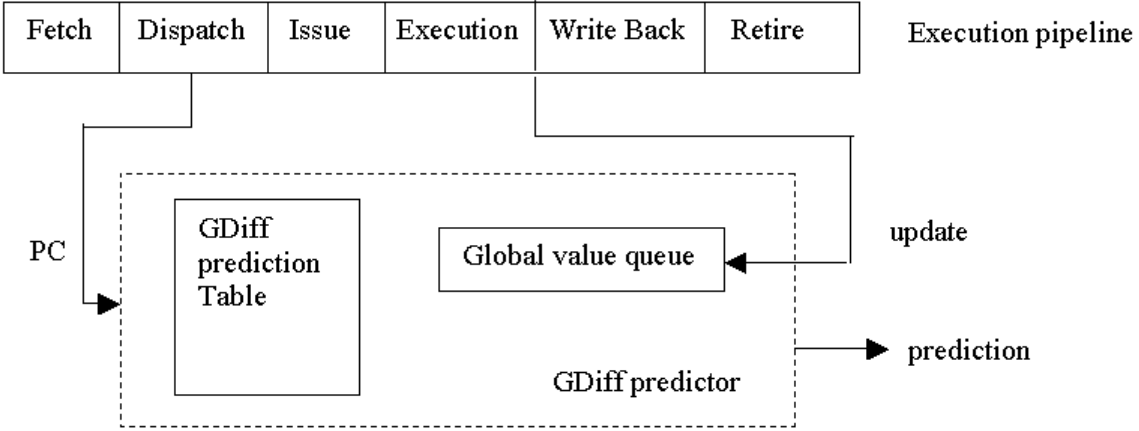 Fetch Dispatch Issue Execution Write Back Retire Execution pipeline
PC
GDiff
prediction
Table
Global value queue
update
prediction
GDiff predictor